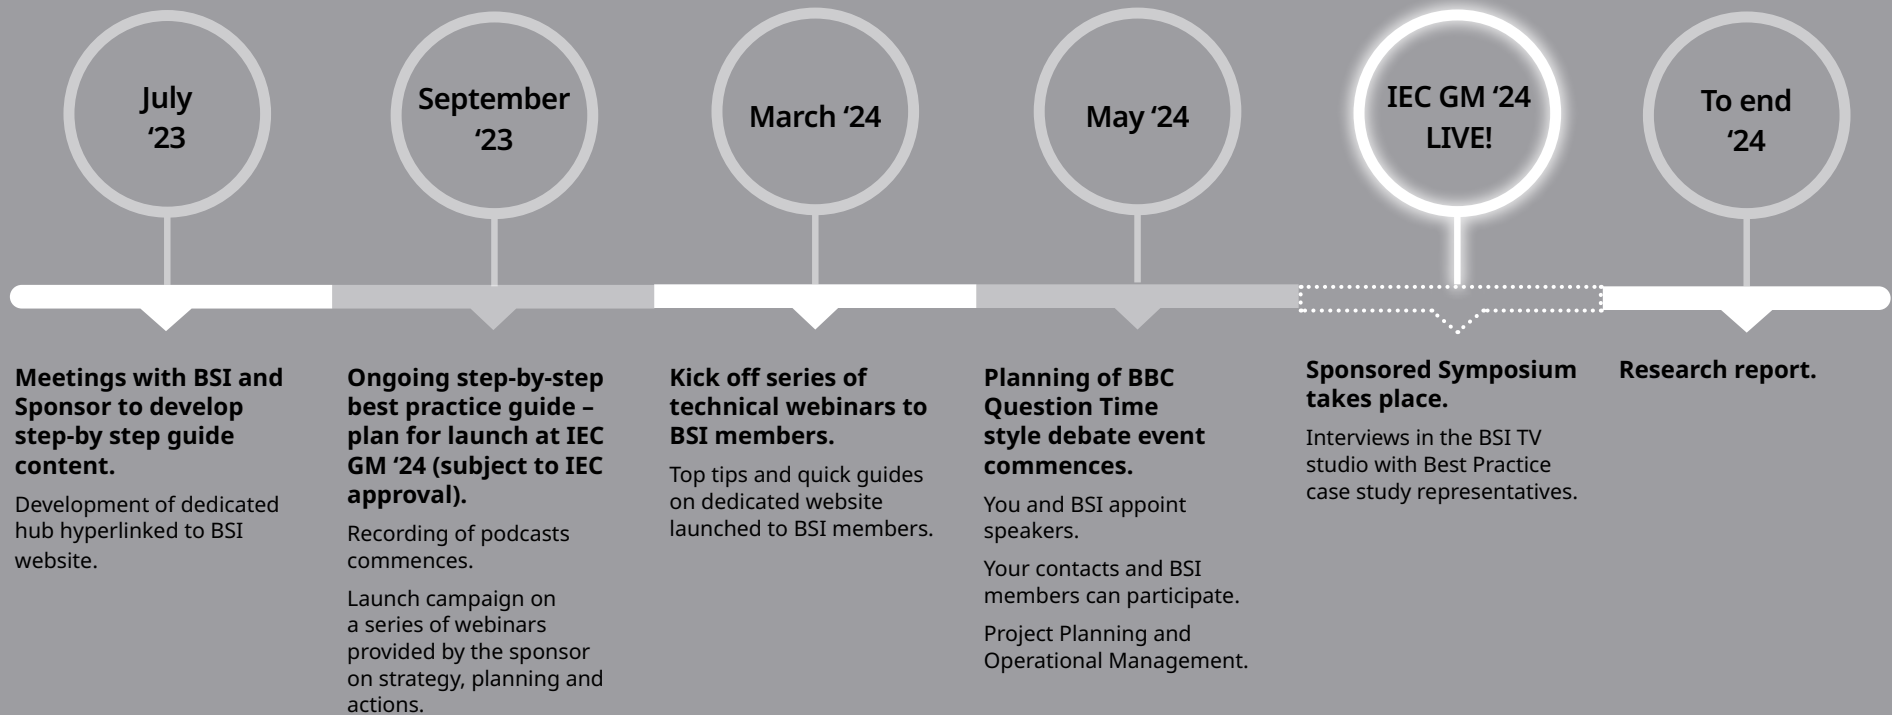 July
‘23
Meetings with BSI and
Sponsor to develop
step-by step guide
content.
Development of dedicated
hub hyperlinked to BSI
website.
September
‘23
Ongoing step-by-step
best practice guide –
plan for launch at IEC
GM ‘24 (subject to IEC
approval).
Recording of podcasts
commences.
Launch campaign on
a series of webinars
provided by the sponsor
on strategy, planning and
actions.
March ‘24
Kick off series of
technical webinars to
BSI members.
Top tips and quick guides
on dedicated website
launched to BSI members.
May ‘24
Planning of BBC
Question Time
style debate event
commences.
You and BSI appoint
speakers.
Your contacts and BSI
members can participate.
Project Planning and
Operational Management.
IEC GM ‘24
LIVE!
Sponsored Symposium
takes place.
Interviews in the BSI TV
studio with Best Practice
case study representatives.
To end
‘24
Research report.